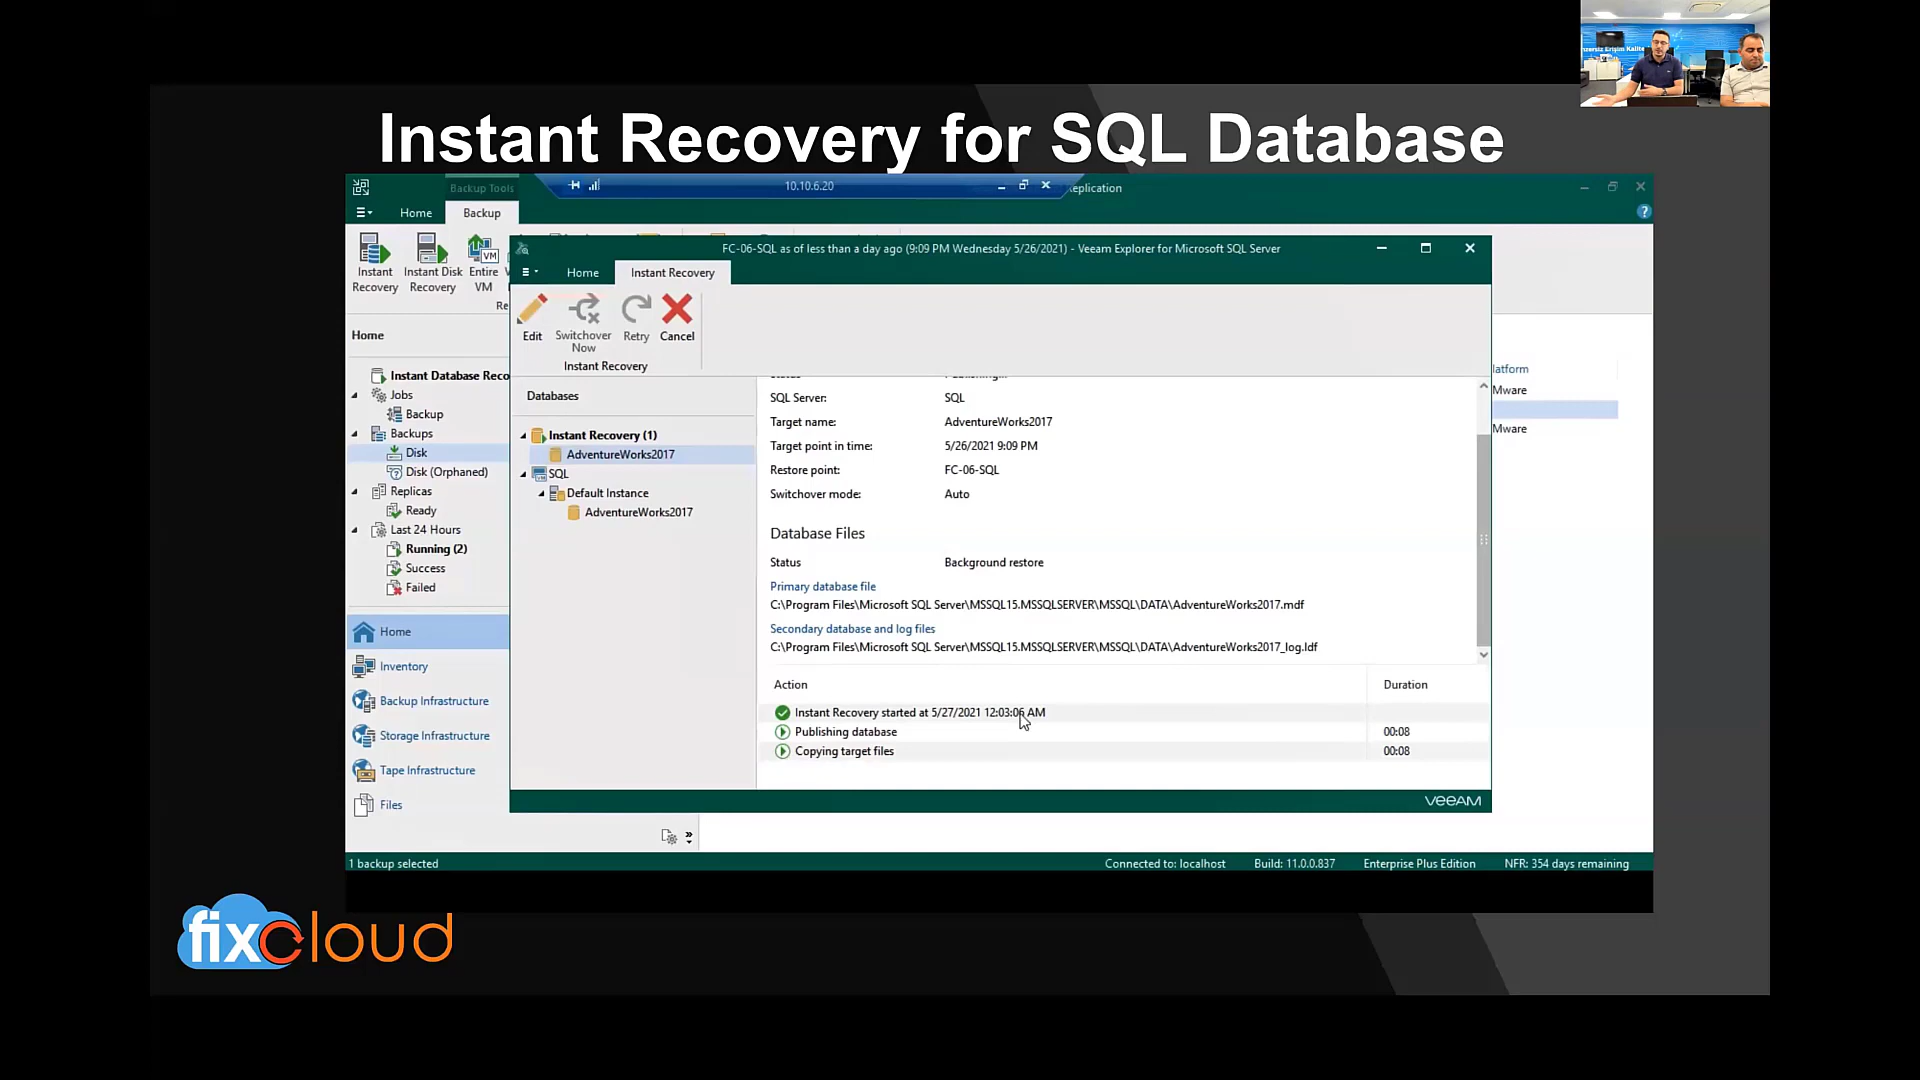 Instant Recovery for SQL Database
Backup Tools
10.10.6.20
eplication
Home
Backup
Instant Recovery
Instant Disk Recovery
Entire VM
Re
FC-06-SQL as of less than a day ago (9:09 PM Wednesday 5/26/2021) - Veeam Explorer for Microsoft SQL Server
Home
Instant Recovery
Edit
Switchover Now
Retry
Cancel
Instant Recovery
Home
Instant Database Reco
Jobs
Backup
Backups
Disk
Disk (Orphaned)
Replicas
Ready
Last 24 Hours
Running (2)
Success
Failed
Home
Inventory
Backup Infrastructure
Storage Infrastructure
Tape Infrastructure
Files
Databases
Instant Recovery (1)
AdventureWorks2017
SQL
Default Instance
AdventureWorks2017
SQL Server: SQL
Target name: AdventureWorks2017
Target point in time: 5/26/2021 9:09 PM
Restore point: FC-06-SQL
Switchover mode: Auto
Database Files
Status Background restore
Primary database file
C:\Program Files\Microsoft SQL Server\MSSQL15.MSSQLSERVER\MSSQL\DATA\AdventureWorks2017.mdf
Secondary database and log files
C:\Program Files\Microsoft SQL Server\MSSQL15.MSSQLSERVER\MSSQL\DATA\AdventureWorks2017_log.ldf
Action Duration
Instant Recovery started at 5/27/2021 12:03:06 AM
Publishing database 00:08
Copying target files 00:08
VEEAM
latform
Mware
Mware
1 backup selected
Connected to: localhost
Build: 11.0.0.837
Enterprise Plus Edition
NFR: 354 days remaining
fixcloud